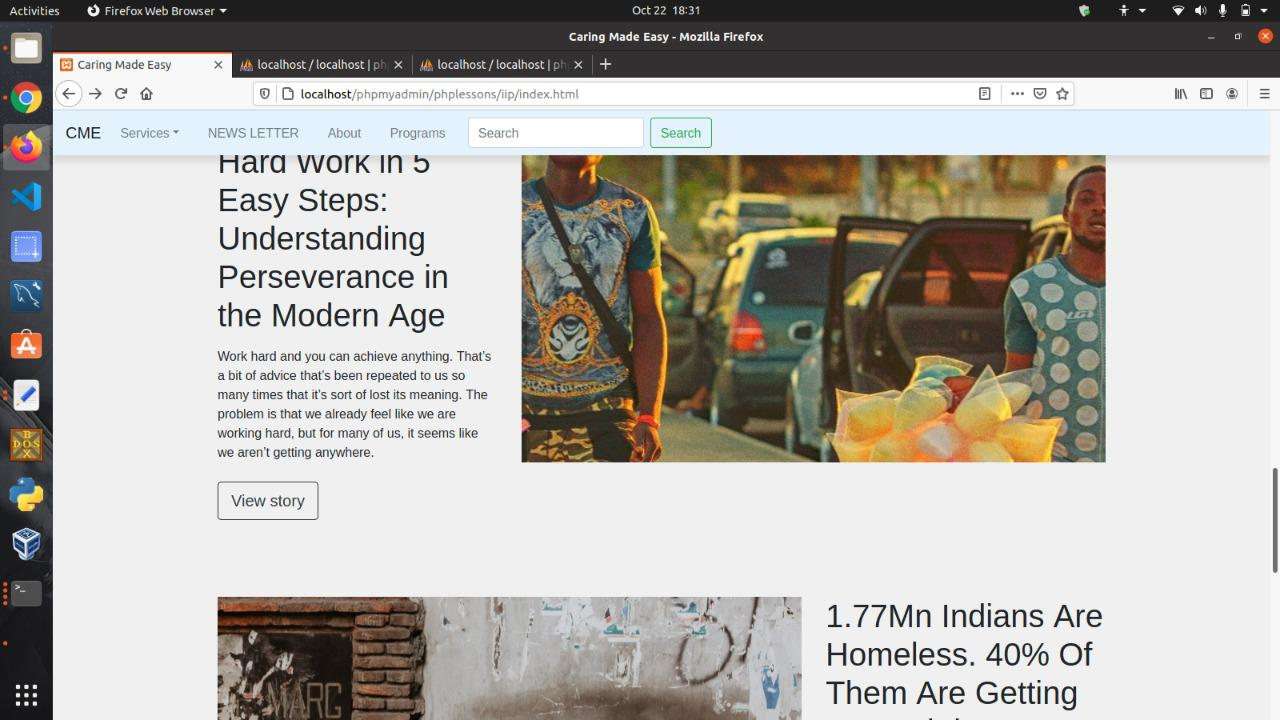 Activities
Firefox Web Browser
Oct 22 18:31
Caring Made Easy - Mozilla Firefox
Caring Made Easy
localhost / localhost | ph
localhost / localhost | ph
localhost/phpmyadmin/phplessons/iip/index.html
CME
Services
NEWS LETTER
About
Programs
Search
Search
Hard Work in 5
Easy Steps:
Understanding
Perseverance in
the Modern Age
Work hard and you can achieve anything. That’s
a bit of advice that’s been repeated to us so
many times that it’s sort of lost its meaning. The
problem is that we already feel like we are
working hard, but for many of us, it seems like
we aren’t getting anywhere.
View story
1.77Mn Indians Are
Homeless. 40% Of
Them Are Getting